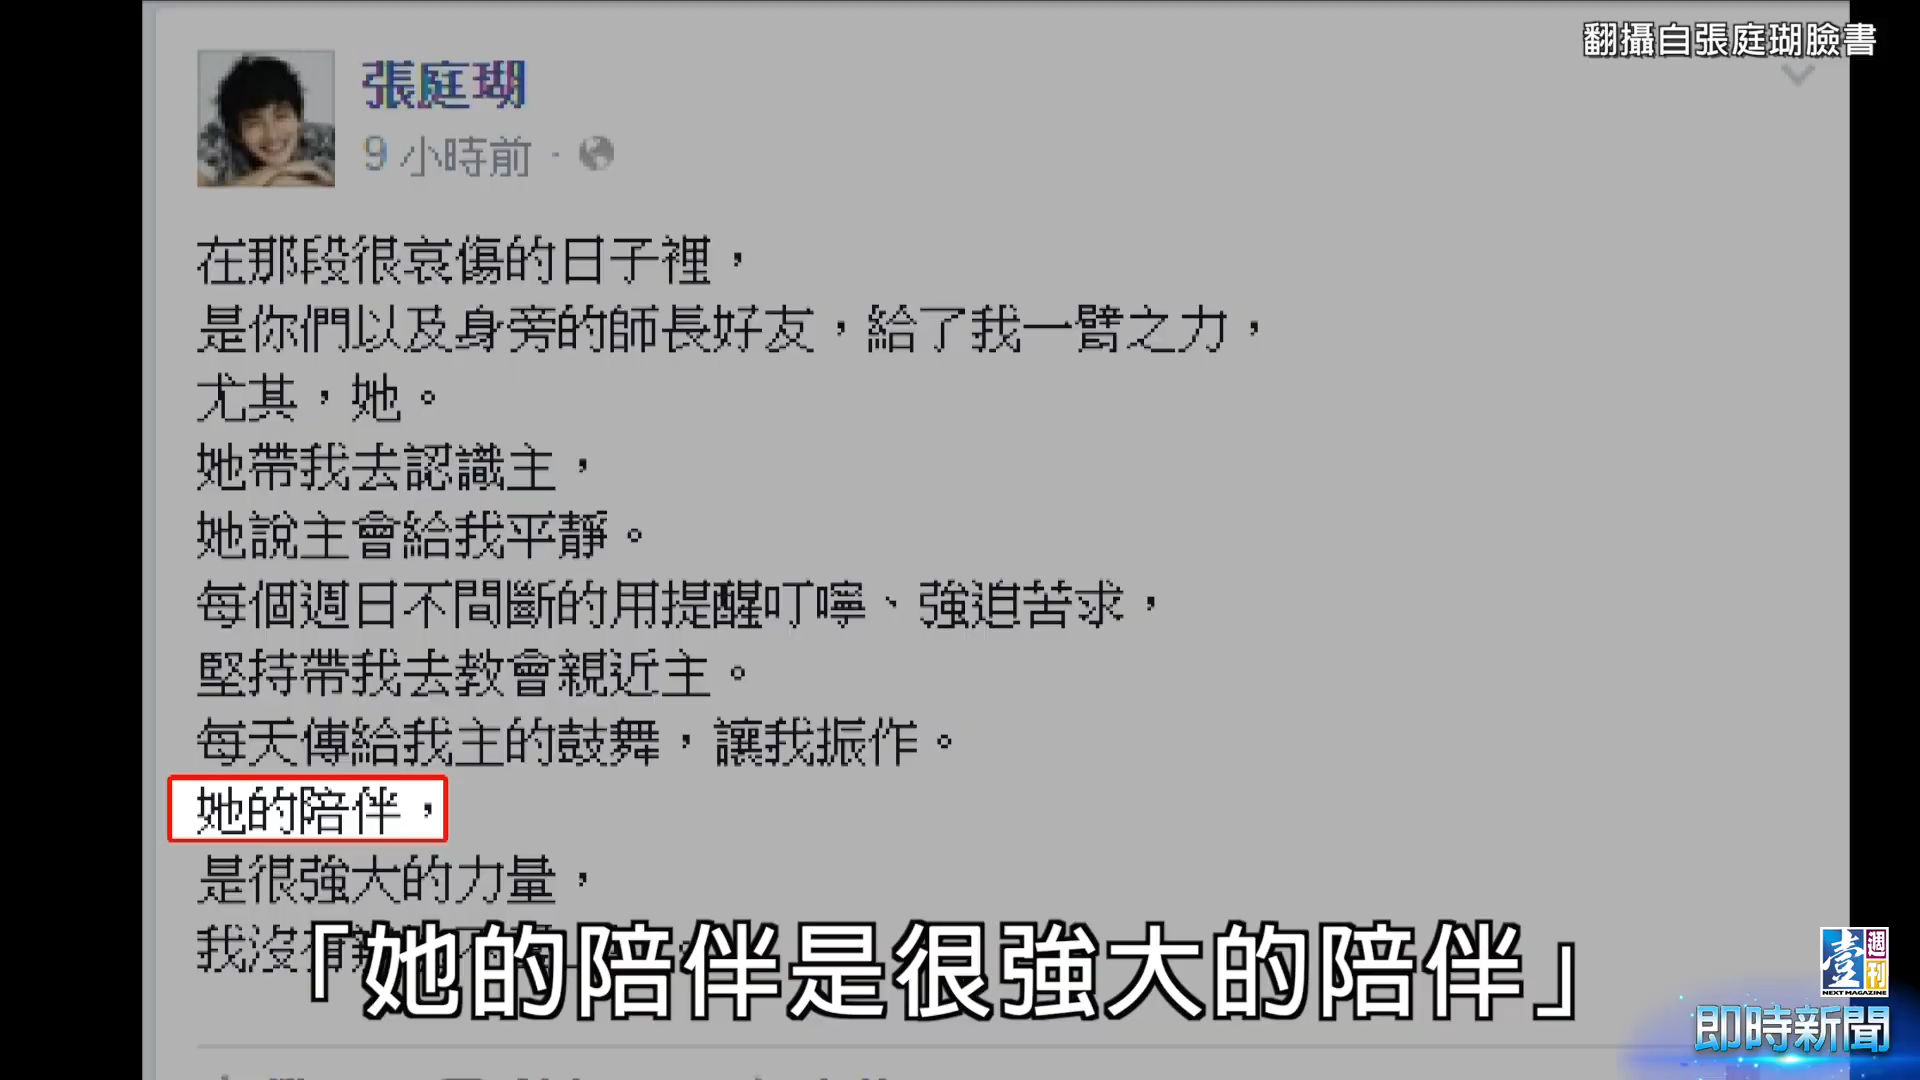 翻攝自張庭瑚臉書
張庭瑚
9 小時前
在那段很哀傷的日子裡，
是你們以及身旁的師長好友，給了我一臂之力，
尤其，她。
她帶我去認識主，
她說主會給我平靜。
每個週日不間斷的用提醒叮嚀、強迫苦求，
堅持帶我去教會親近主。
每天傳給我主的鼓舞，讓我振作。
她的陪伴，
是很強大的力量，
我沒有
「她的陪伴是很強大的陪伴」
壹週刊
NEXT MAGAZINE
即時新聞